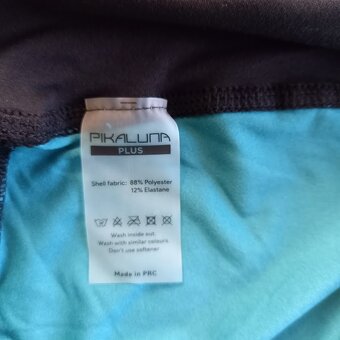 PIKALUNA
PLUS
Shell fabric: 88% Polyester
12% Elastane
Wash inside out.
Wash with similar colours.
Don't use softener
Made in PRC